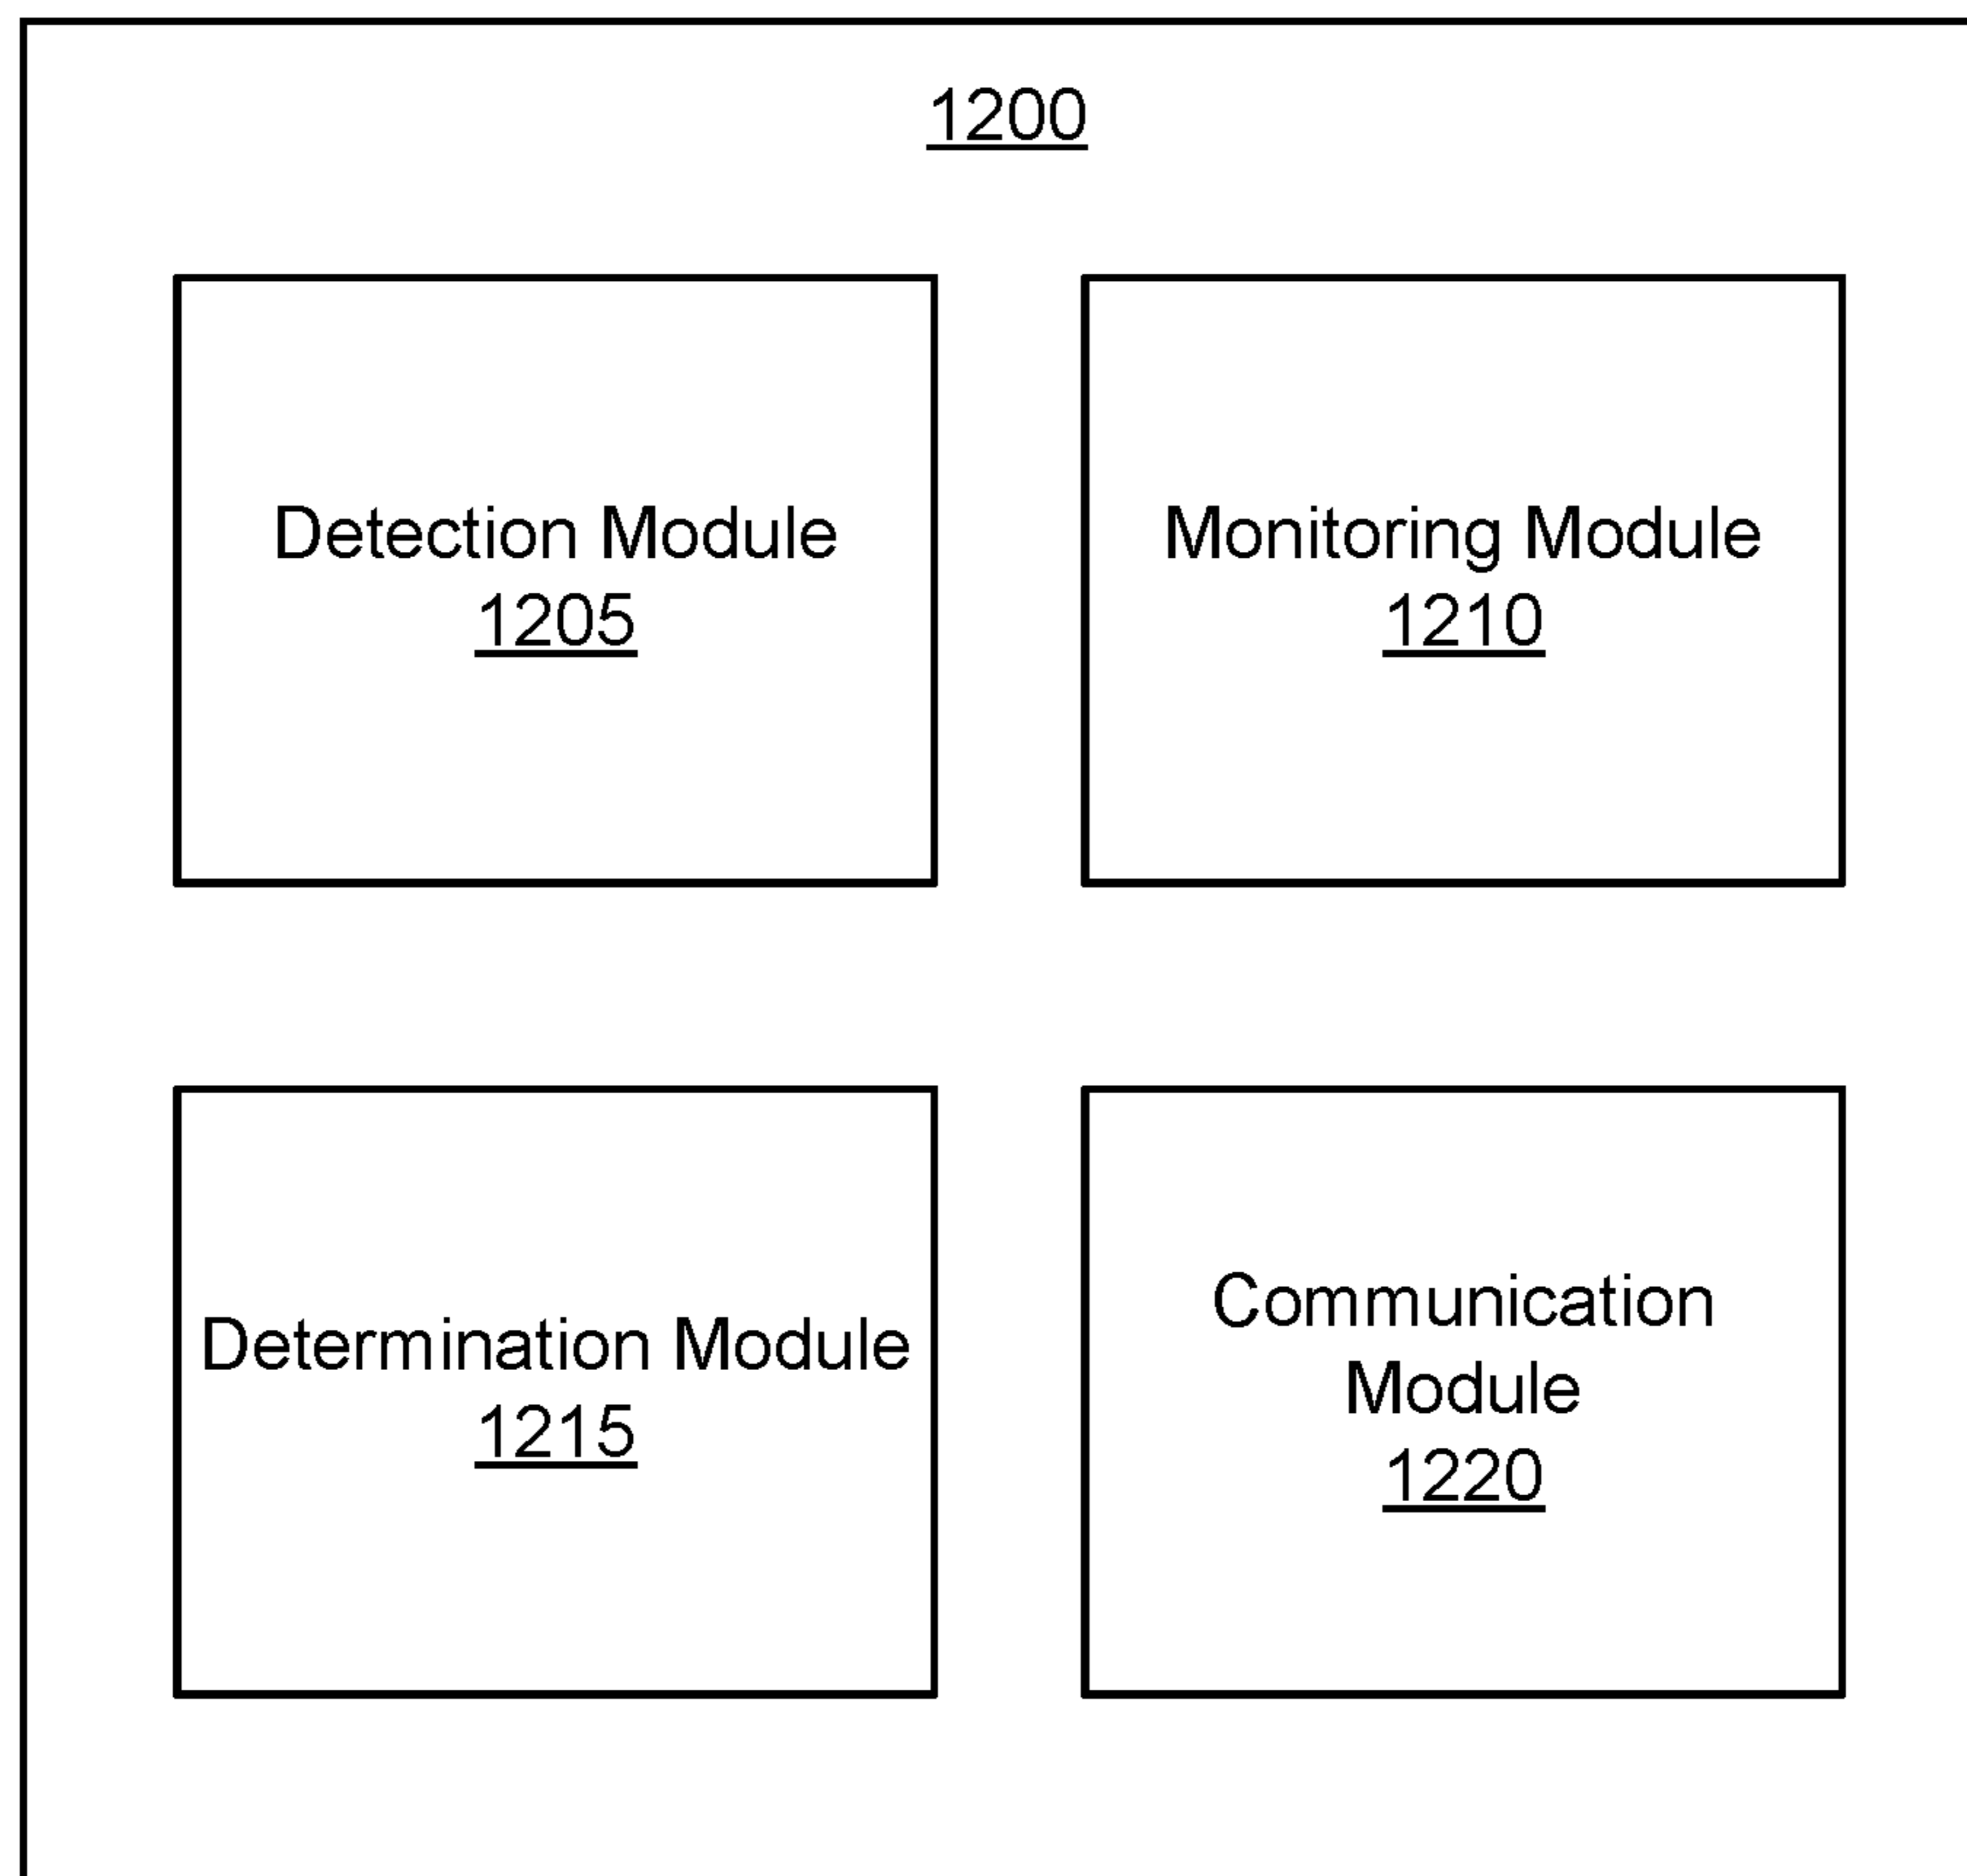 1200
Detection Module
1205
Monitoring Module
1210
Determination Module
1215
Communication
Module
1220